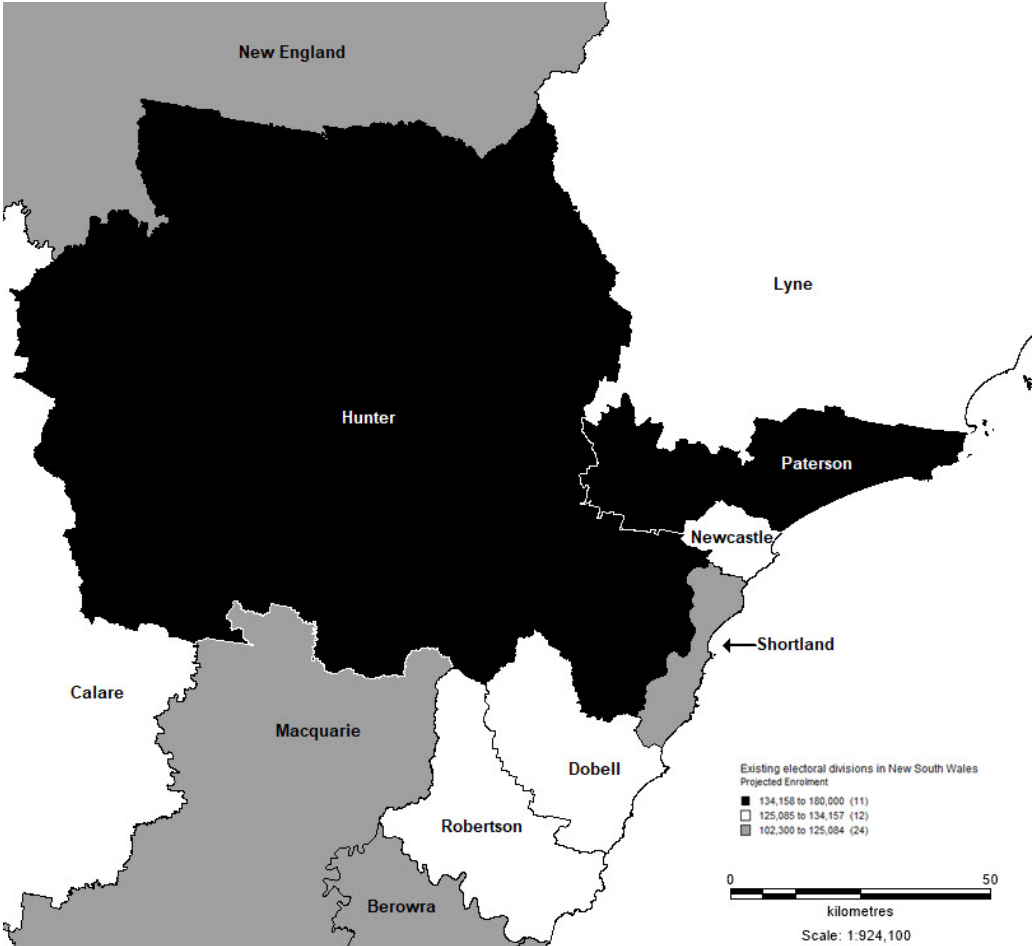 New England
Lyne
Hunter
Paterson
Newcastle
Shortland
Calare
Macquarie
Dobell
Robertson
Berowra
Existing electoral divisions in New South Wales
Projected Enrolment
134,158 to 180,000 (11)
125,085 to 134,157 (12)
102,300 to 125,084 (24)
0 50
kilometres
Scale: 1:924,100